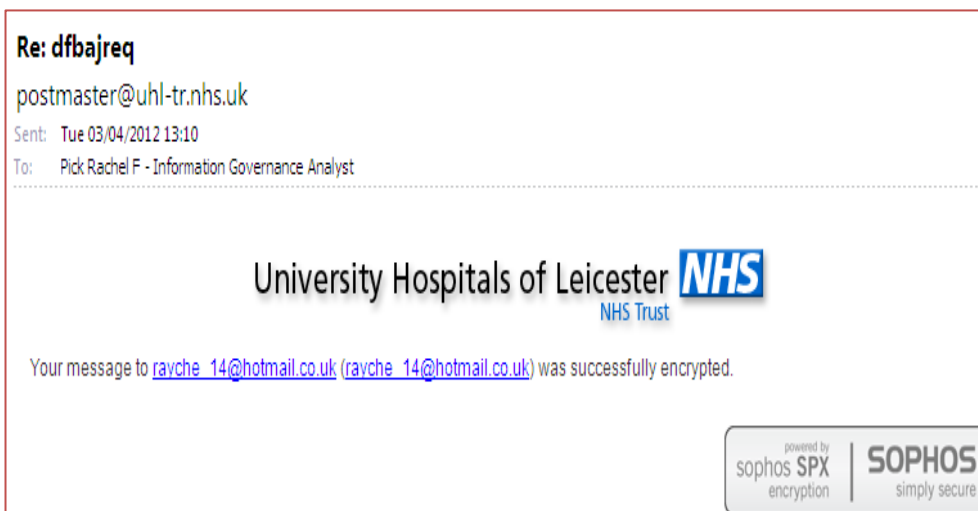 Re: dfbajreq
postmaster@uhl-tr.nhs.uk
Sent: Tue 03/04/2012 13:10
To: Pick Rachel F - Information Governance Analyst
University Hospitals of Leicester NHS
NHS Trust
Your message to rayche_14@hotmail.co.uk (rayche_14@hotmail.co.uk) was successfully encrypted.
powered by
sophos SPX
encryption
SOPHOS
simply secure